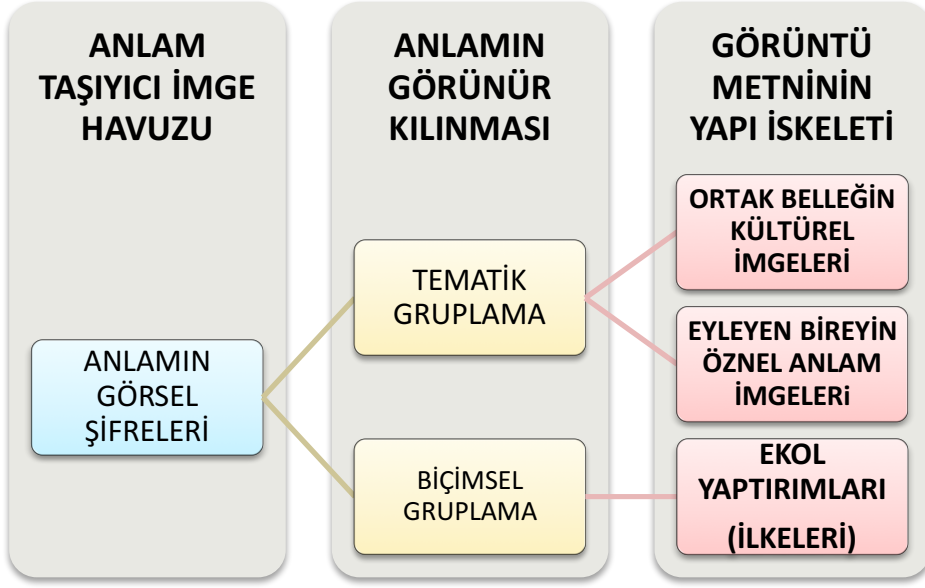 ANLAM
TAŞIYICI İMGE
HAVUZU
ANLAMIN
GÖRSEL
ŞİFRELERİ
ANLAMIN
GÖRÜNÜR
KILINMASI
TEMATİK
GRUPLAMA
BİÇİMSEL
GRUPLAMA
GÖRÜNTÜ
METNİNİN
YAPI İSKELETİ
ORTAK BELLEĞİN
KÜLTÜREL
İMGELERİ
EYLEYEN BİREYİN
ÖZNEL ANLAM
İMGELERi
EKOL
YAPTIRIMLARI
(İLKELERİ)